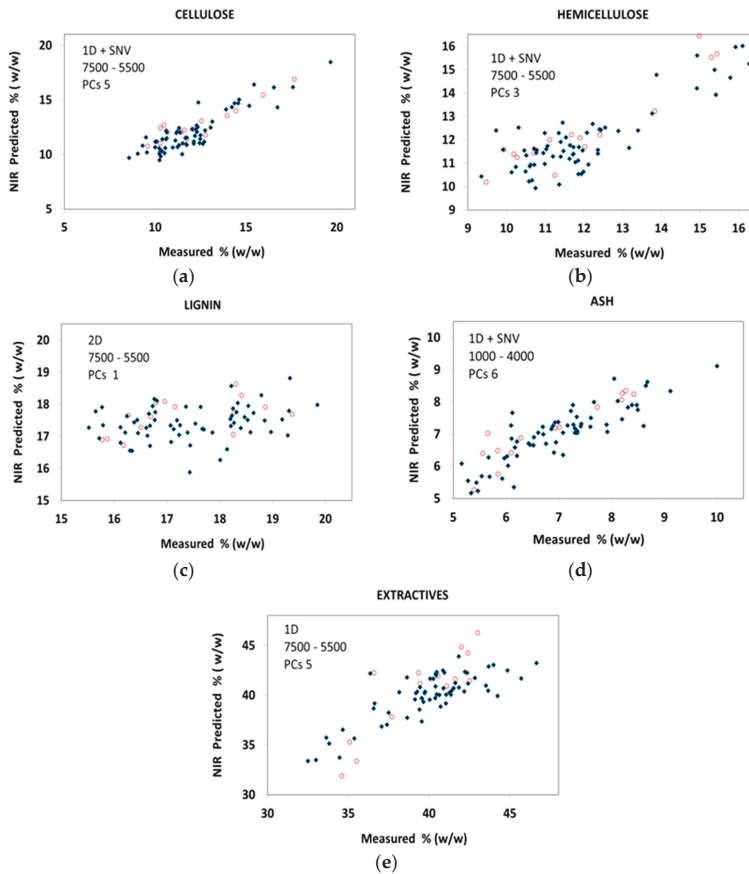 CELLULOSE
1D + SNV
7500 - 5500
PCs 5
NIR Predicted % ( w/w)
20
15
10
5
5 10 15 20
Measured % (w/w)
(a)
HEMICELLULOSE
1D + SNV
7500 - 5500
PCs 3
NIR Predicted % ( w/w)
16
15
14
13
12
11
10
9
9 10 11 12 13 14 15 16
Measured % (w/w)
(b)
LIGNIN
2D
7500 - 5500
PCs 1
NIR Predicted % ( w/w)
20
19
18
17
16
15
15 16 17 18 19 20
Measured % (w/w)
(c)
ASH
1D + SNV
1000 - 4000
PCs 6
NIR Predicted % ( w/w)
10
9
8
7
6
5
5 6 7 8 9 10
Measured % (w/w)
(d)
EXTRACTIVES
1D
7500 - 5500
PCs 5
NIR Predicted % ( w/w)
45
40
35
30
30 35 40 45
Measured % (w/w)
(e)